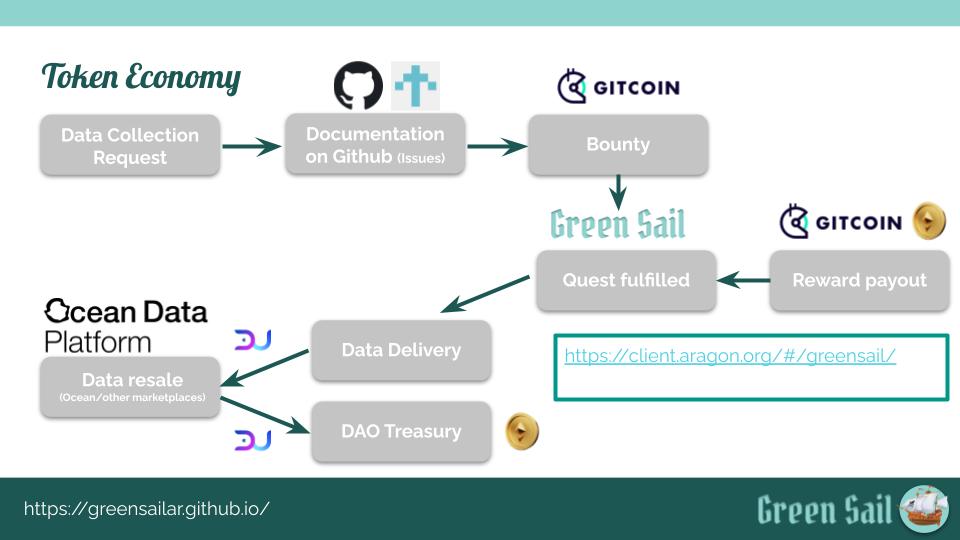 Token Economy
GITCOIN
Data Collection
Request
Documentation
on Github (Issues)
Bounty
Green Sail
GITCOIN
Quest fulfilled
Reward payout
Ocean Data
Platform
Data Delivery
https://client.aragon.org/#/greensail/
Data resale
(Ocean/other marketplaces)
DAO Treasury
https://greensailar.github.io/
Green Sail